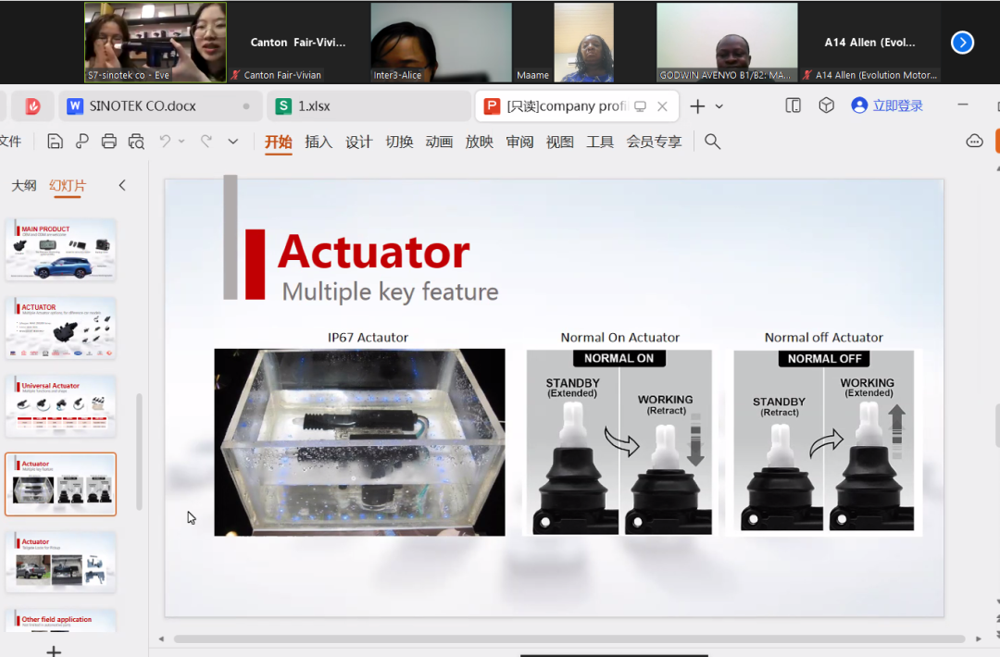 Canton Fair-Vivi...
A14 Allen (Evol...
S7-sinotek co - Eve
Canton Fair-Vivian
Inter3-Alice
Maame
GODWIN AVENYO B1/B2: MA...
A14 Allen (Evolution Motor...
SINOTEK CO.docx
1.xlsx
[只读]company profi
立即登录
文件
开始
插入
设计
切换
动画
放映
审阅
视图
工具
会员专享
大纲
幻灯片
MAIN PRODUCT
ACTUATOR
Universal Actuator
Actuator
Multiple key feature
Actuator
Other field application
Actuator
Multiple key feature
IP67 Actautor
Normal On Actuator
Normal off Actuator
NORMAL ON
STANDBY
(Extended)
WORKING
(Retract)
NORMAL OFF
STANDBY
(Retract)
WORKING
(Extended)